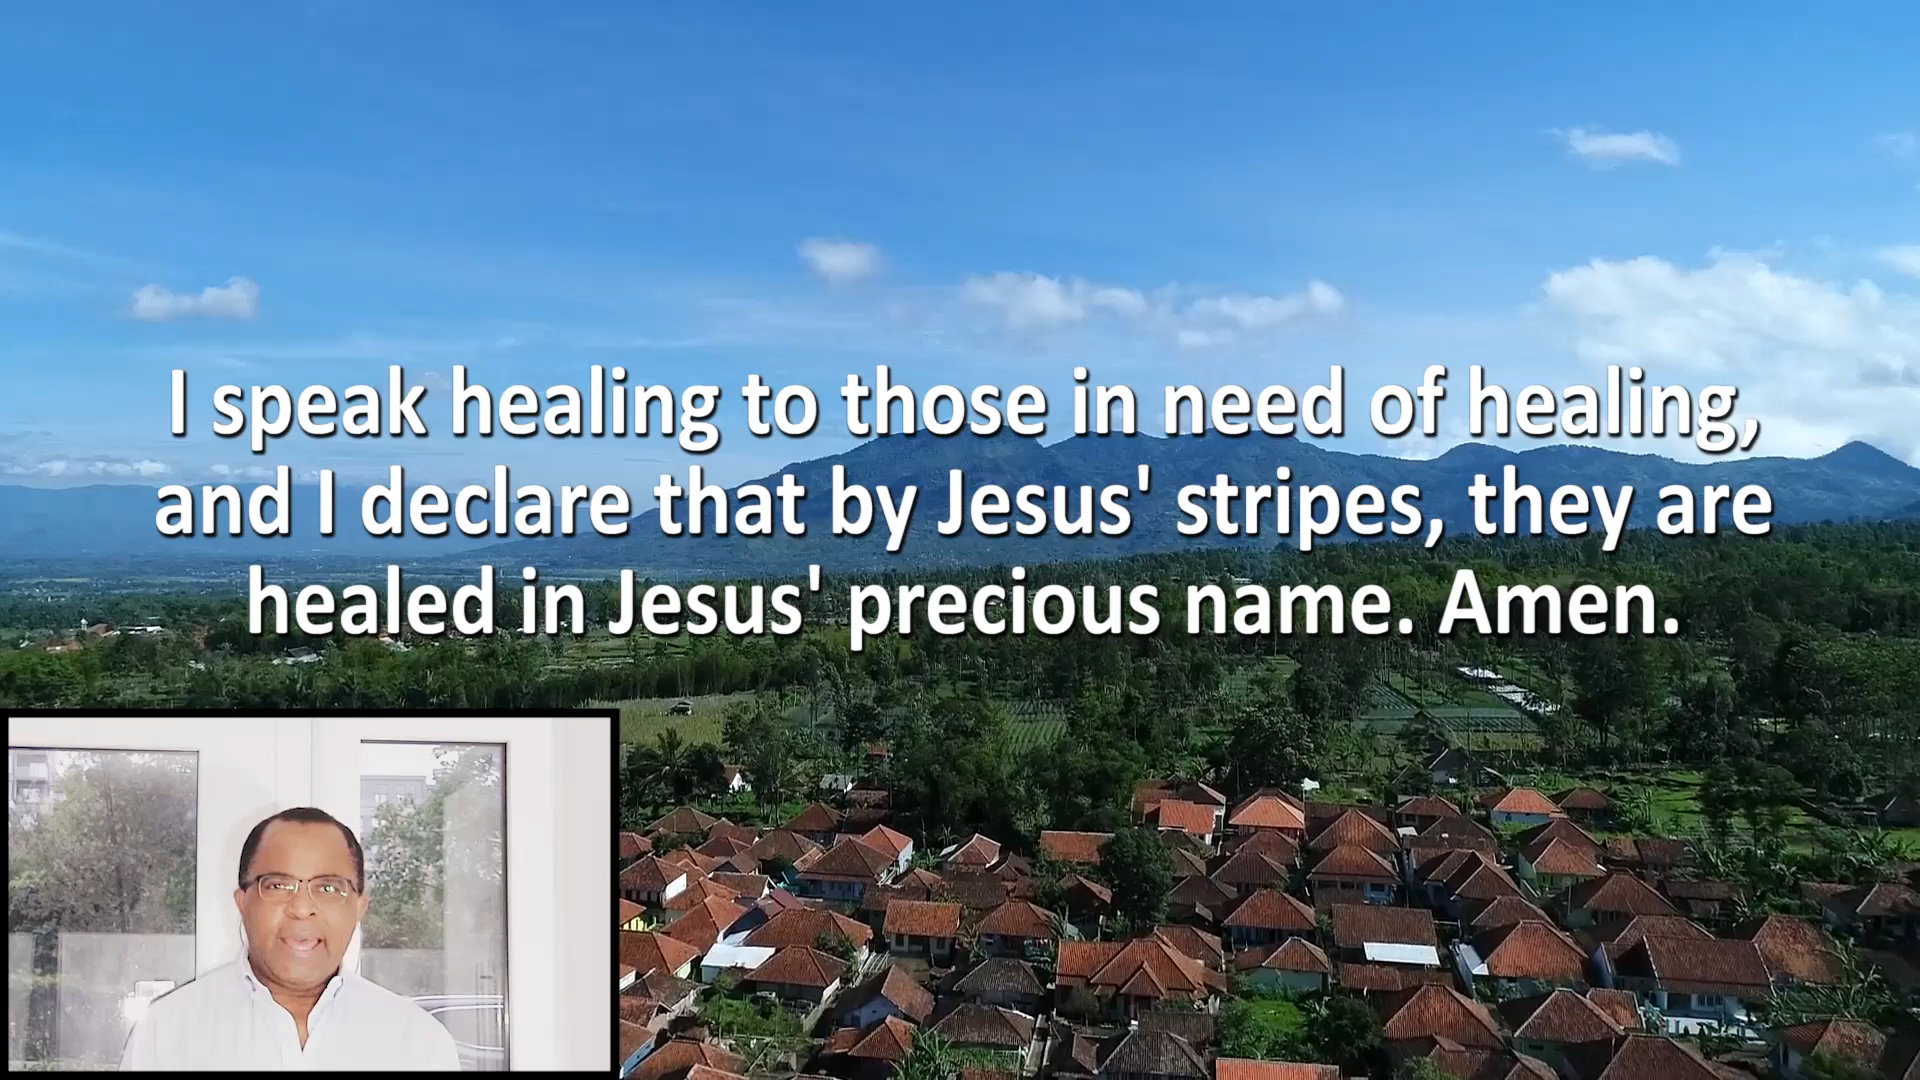 I speak healing to those in need of healing,
and I declare that by Jesus' stripes, they are
healed in Jesus' precious name. Amen.